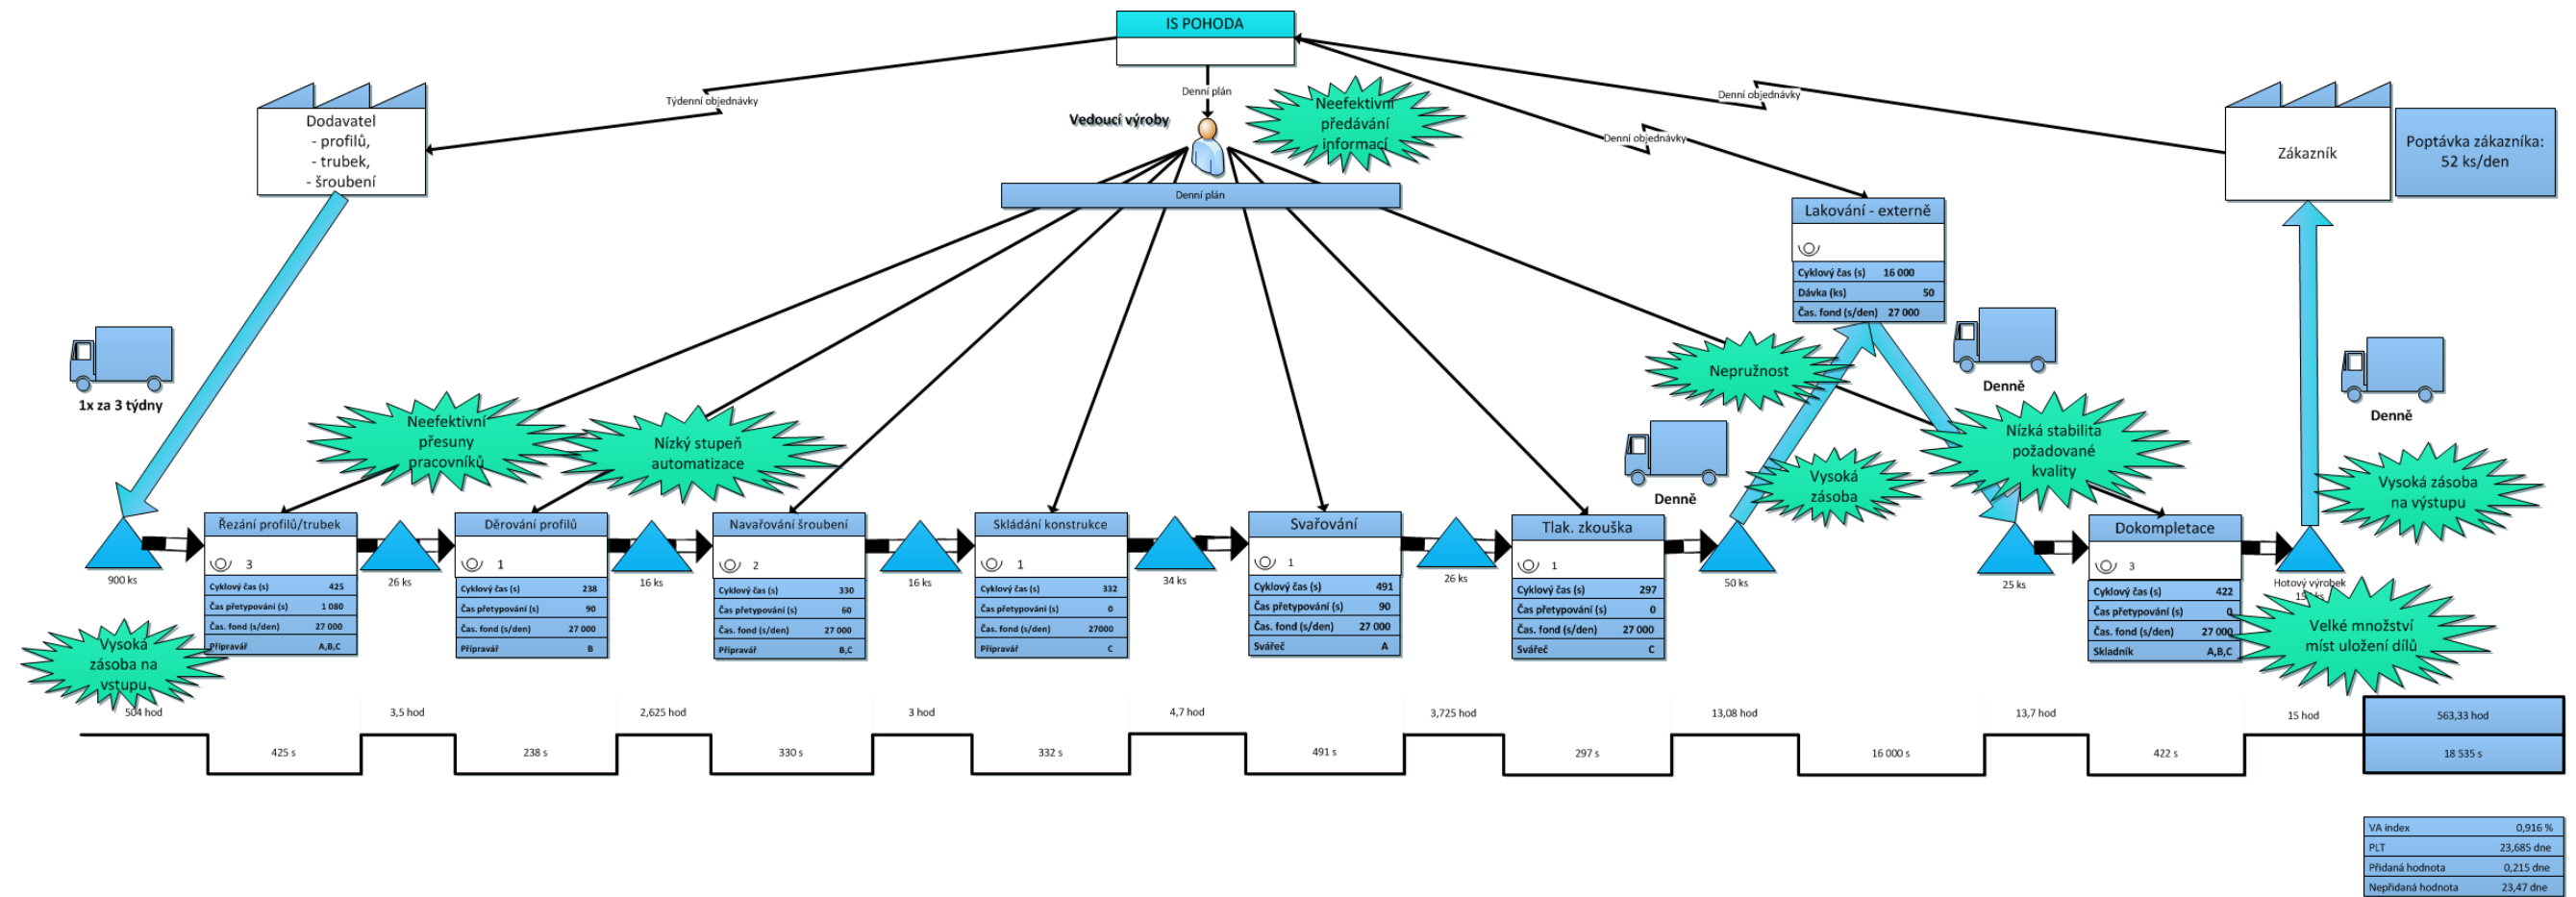 IS POHODA
Týdenní objednávky
Denní plán
Vedoucí výroby
Neefektivní
předávání
informací
Denní objednávky
Denní objednávky
Dodavatel
- profilů,
- trubek,
- šroubení
Zákazník
Poptávka zákazníka:
52 ks/den
Denní plán
Lakování - externě
Cyklový čas (s) 16 000
Dávka (ks) 50
Čas. fond (s/den) 27 000
1x za 3 týdny
Denně
Denně
Denně
Neefektivní
přesuny
pracovníků
Nízký stupeň
automatizace
Nepružnost
Vysoká
zásoba
Nízká stabilita
požadované
kvality
Vysoká zásoba
na výstupu
900 ks
Řezání profilů/trubek
3
Cyklový čas (s) 425
Čas přetypování (s) 1 080
Čas. fond (s/den) 27 000
Přípravář A,B,C
26 ks
Děrování profilů
1
Cyklový čas (s) 238
Čas přetypování (s) 90
Čas. fond (s/den) 27 000
Přípravář B
16 ks
Navařování šroubení
2
Cyklový čas (s) 330
Čas přetypování (s) 60
Čas. fond (s/den) 27 000
Přípravář B,C
16 ks
Skládání konstrukce
1
Cyklový čas (s) 332
Čas přetypování (s) 0
Čas. fond (s/den) 27000
Přípravář C
34 ks
Svařování
1
Cyklový čas (s) 491
Čas přetypování (s) 90
Čas. fond (s/den) 27 000
Svářeč A
26 ks
Tlak. zkouška
1
Cyklový čas (s) 297
Čas přetypování (s) 0
Čas. fond (s/den) 27 000
Svářeč C
50 ks
25 ks
Dokompletace
3
Cyklový čas (s) 422
Čas přetypování (s) 0
Čas. fond (s/den) 27 000
Skladník A,B,C
Hotový výrobek
ks
Vysoká
zásoba na
vstupu
Velké množství
míst uložení dílů
504 hod
3,5 hod
2,625 hod
3 hod
4,7 hod
3,725 hod
13,08 hod
13,7 hod
15 hod
563,33 hod
425 s
238 s
330 s
332 s
491 s
297 s
16 000 s
422 s
18 535 s
VA index 0,916 %
PLT 23,685 dne
Přidaná hodnota 0,215 dne
Nepřidaná hodnota 23,47 dne